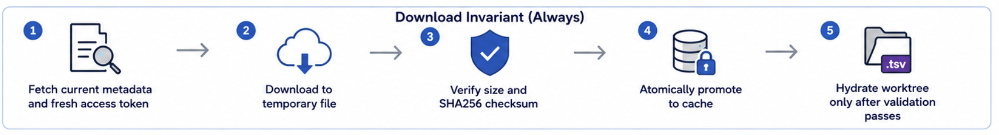 Download Invariant (Always)
1
Fetch current metadata
and fresh access token
2
Download to
temporary file
3
Verify size and
SHA256 checksum
4
Atomically promote
to cache
5
.tsv
Hydrate worktree
only after validation
passes